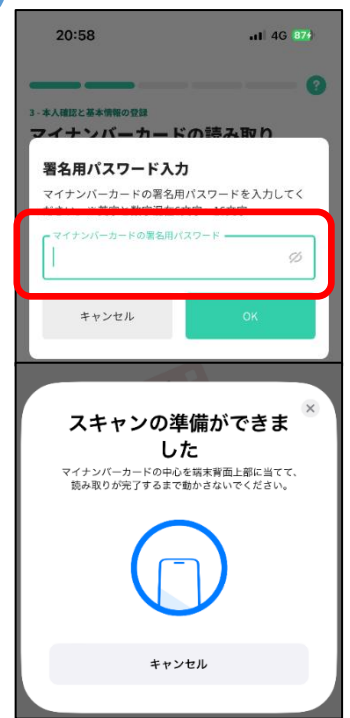 20:58
4G 87
?
3 - 本人確認と基本情報の登録
マイナンバーカードの読み取り
署名用パスワード入力
マイナンバーカードの署名用パスワードを入力してく
マイナンバーカードの署名用パスワード
キャンセル
OK
スキャンの準備ができま
した
マイナンバーカードの中心を端末背面上部に当てて、
読み取りが完了するまで動かさないでください。
キャンセル